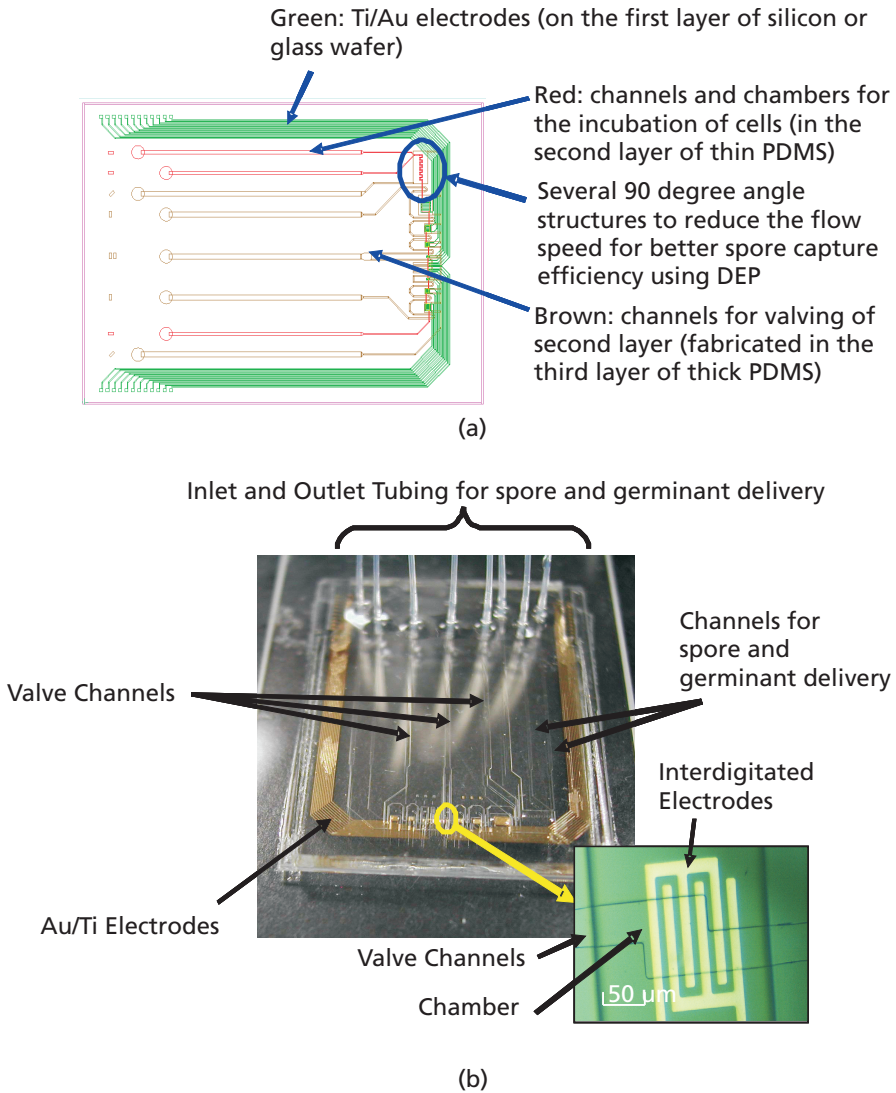 Green: Ti/Au electrodes (on the first layer of silicon or
glass wafer)
Red: channels and chambers for
the incubation of cells (in the
second layer of thin PDMS)
Several 90 degree angle
structures to reduce the flow
speed for better spore capture
efficiency using DEP
Brown: channels for valving of
second layer (fabricated in the
third layer of thick PDMS)
(a)
Inlet and Outlet Tubing for spore and germinant delivery
Channels for
spore and
germinant delivery
Valve Channels
Interdigitated
Electrodes
Au/Ti Electrodes
Valve Channels
Chamber
50 µm
(b)